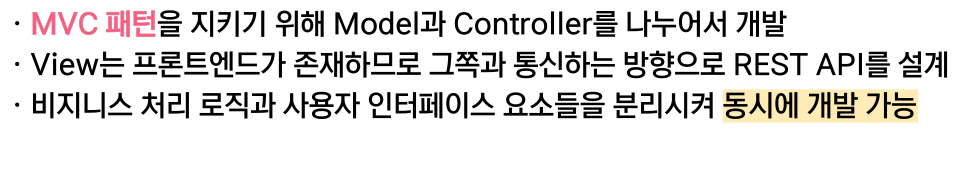 · MVC 패턴을 지키기 위해 Model과 Controller를 나누어서 개발
· View는 프론트엔드가 존재하므로 그쪽과 통신하는 방향으로 REST API를 설계
· 비지니스 처리 로직과 사용자 인터페이스 요소들을 분리시켜 동시에 개발 가능